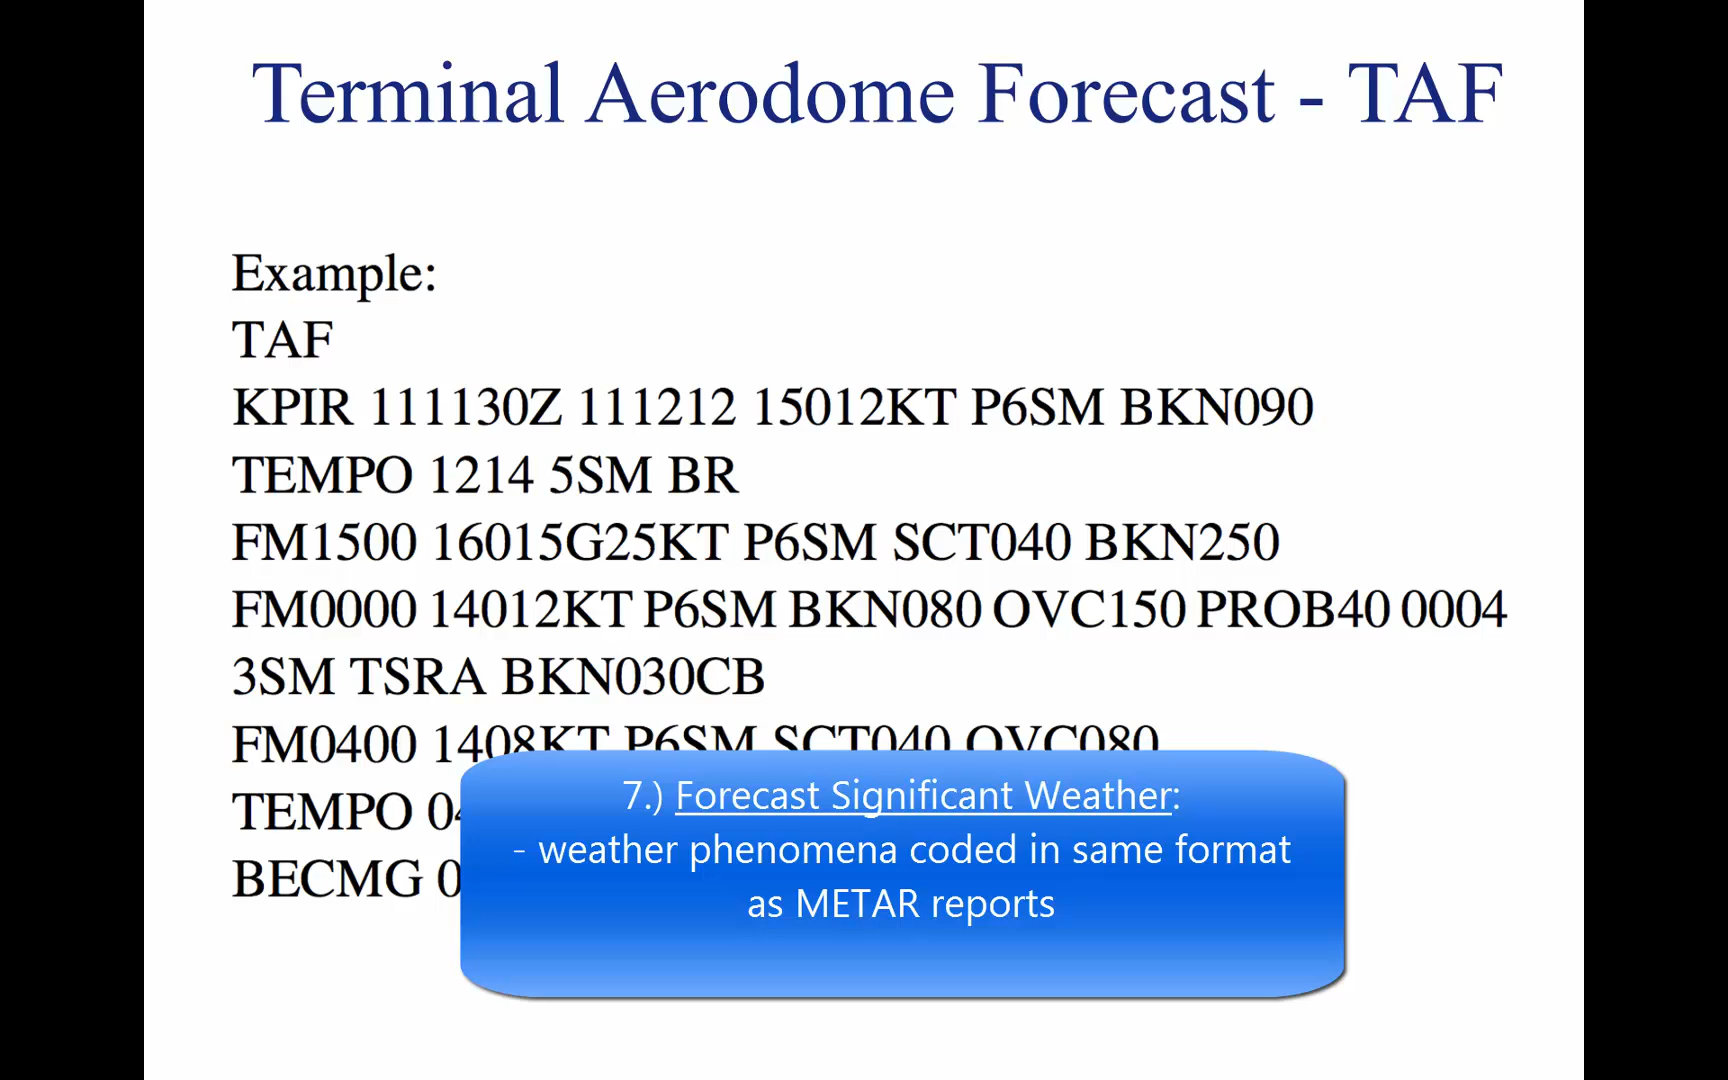 Terminal Aerodome Forecast - TAF
Example:
TAF
KPIR 111130Z 111212 15012KT P6SM BKN090
TEMPO 1214 5SM BR
FM1500 16015G25KT P6SM SCT040 BKN250
FM0000 14012KT P6SM BKN080 OVC150 PROB40 0004
3SM TSRA BKN030CB
FM0400 1408KT P6SM SCT040 OVC080
TEMPO 04
BECMG 0
7.) Forecast Significant Weather:
- weather phenomena coded in same format
as METAR reports